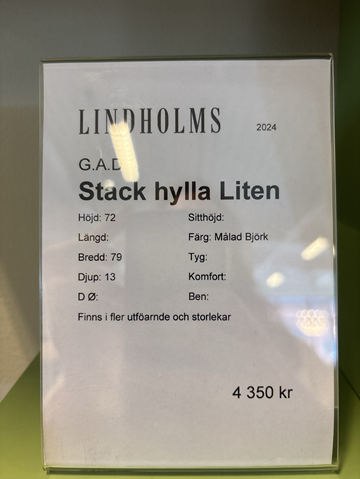 LINDHOLMS 2024
G.A.D
Stack hylla Liten
Höjd: 72 Sitthöjd:
Längd: Färg: Målad Björk
Bredd: 79 Tyg:
Djup: 13 Komfort:
D Ø: Ben:
Finns i fler utföarnde och storlekar
4 350 kr